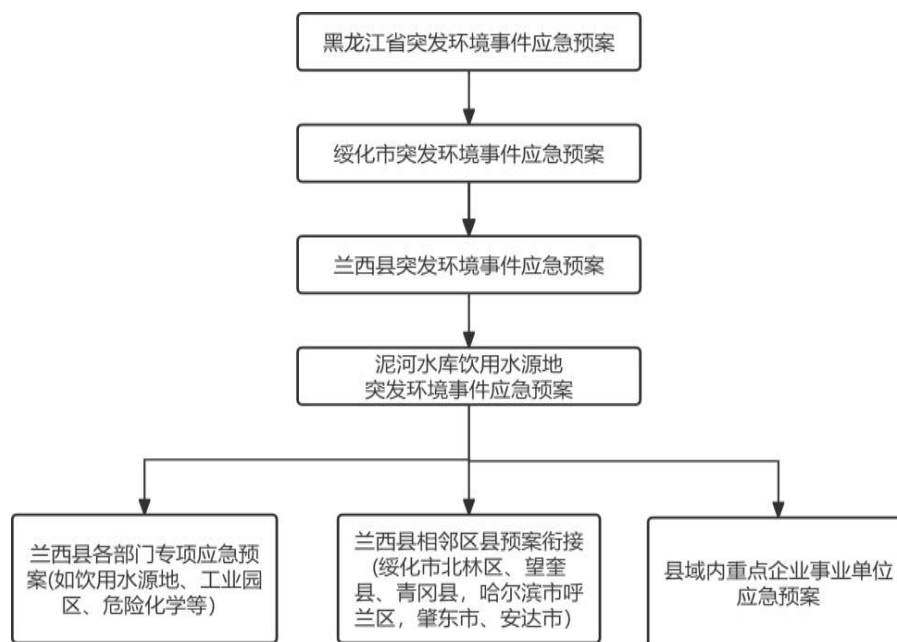 黑龙江省突发环境事件应急预案
绥化市突发环境事件应急预案
兰西县突发环境事件应急预案
泥河水库饮用水源地
突发环境事件应急预案
兰西县各部门专项应急预
案(如饮用水源地、工业园
区、危险化学等）
兰西县相邻区县预案衔接
(绥化市北林区、望奎
县、青冈县，哈尔滨市呼
兰区，肇东市、安达市）
县域内重点企业事业单位
应急预案